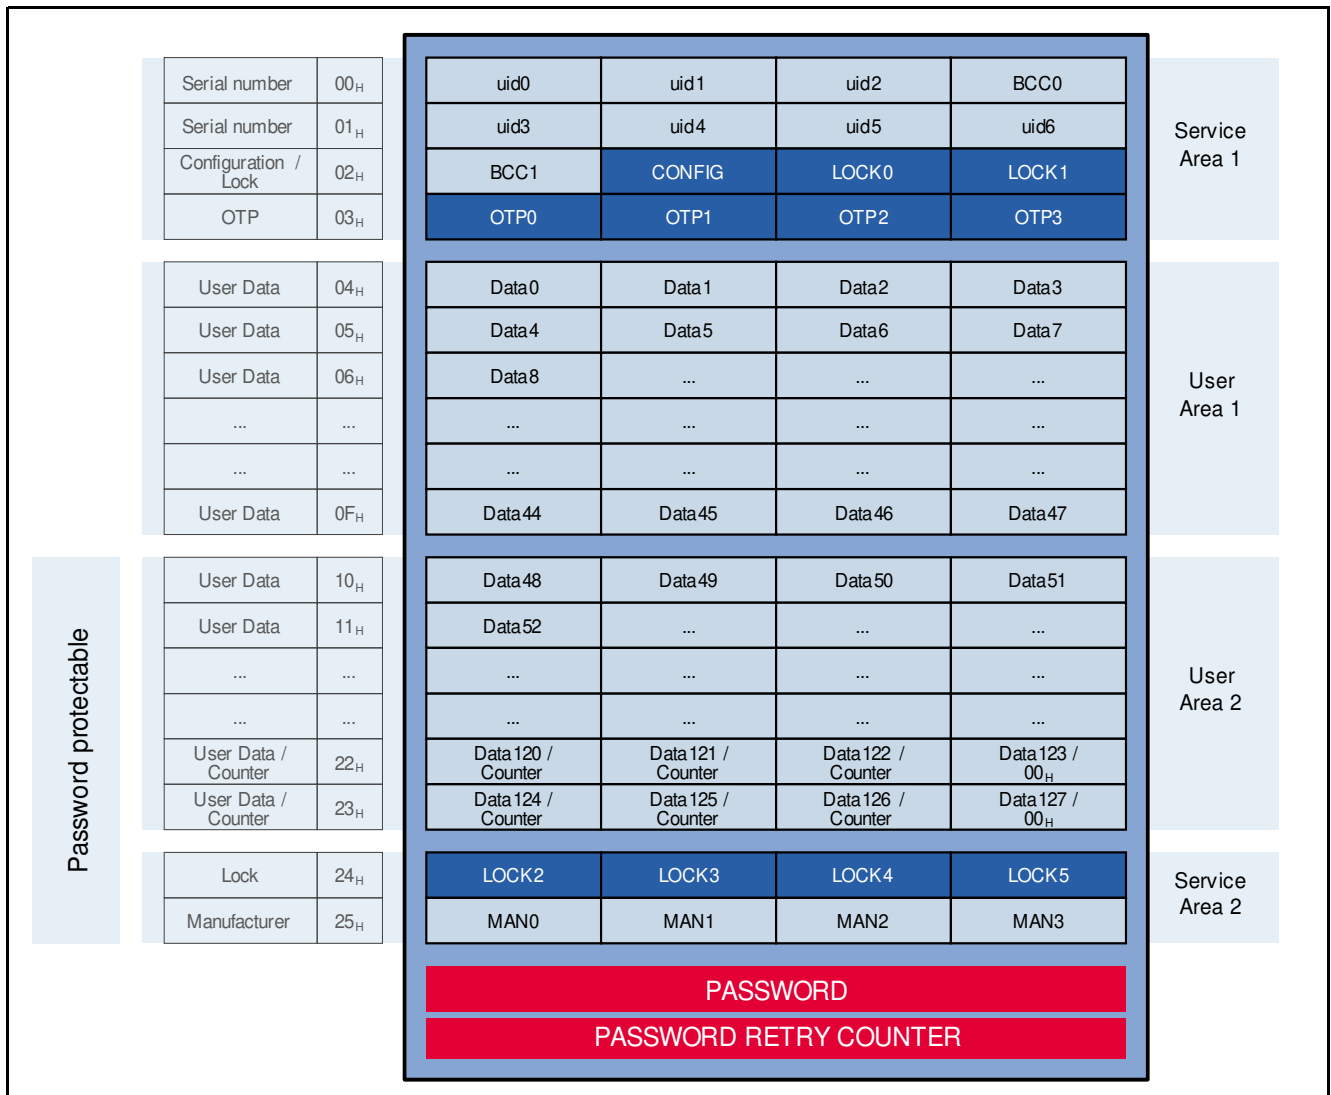 Serial number 00H uid0 uid1 uid2 BCC0
Serial number 01H uid3 uid4 uid5 uid6
Service
Area 1
Configuration /
Lock 02H BCC1 CONFIG LOCK0 LOCK1
OTP 03H OTP0 OTP1 OTP2 OTP3
User Data 04H Data0 Data1 Data2 Data3
User Data 05H Data4 Data5 Data6 Data7
User Data 06H Data8 ... ... ...
User
Area 1
... ... ... ... ... ...
... ... ... ... ... ...
User Data 0FH Data44 Data45 Data46 Data47
Password protectable
User Data 10H Data48 Data49 Data50 Data51
User Data 11H Data52 ... ... ...
... ... ... ... ... ...
User
Area 2
... ... ... ... ... ...
User Data / Data120 / Data121 / Data122 / Data123 /
Counter 22H Counter Counter Counter 00H
User Data / Data124 / Data125 / Data126 / Data127 /
Counter 23H Counter Counter Counter 00H
Lock 24H LOCK2 LOCK3 LOCK4 LOCK5
Service
Area 2
Manufacturer 25H MAN0 MAN1 MAN2 MAN3
PASSWORD
PASSWORD RETRY COUNTER